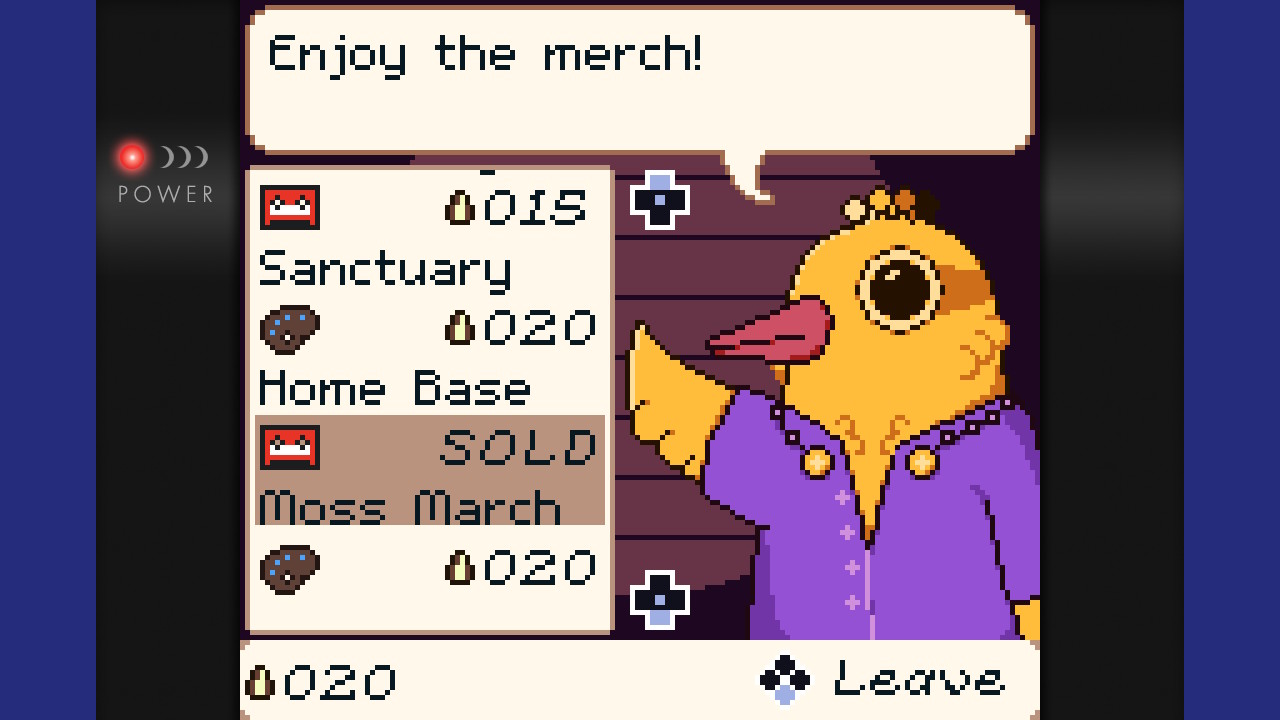 Enjoy the merch!
POWER
015
Sanctuary
020
Home Base
SOLD
Moss March
020
020
Leave